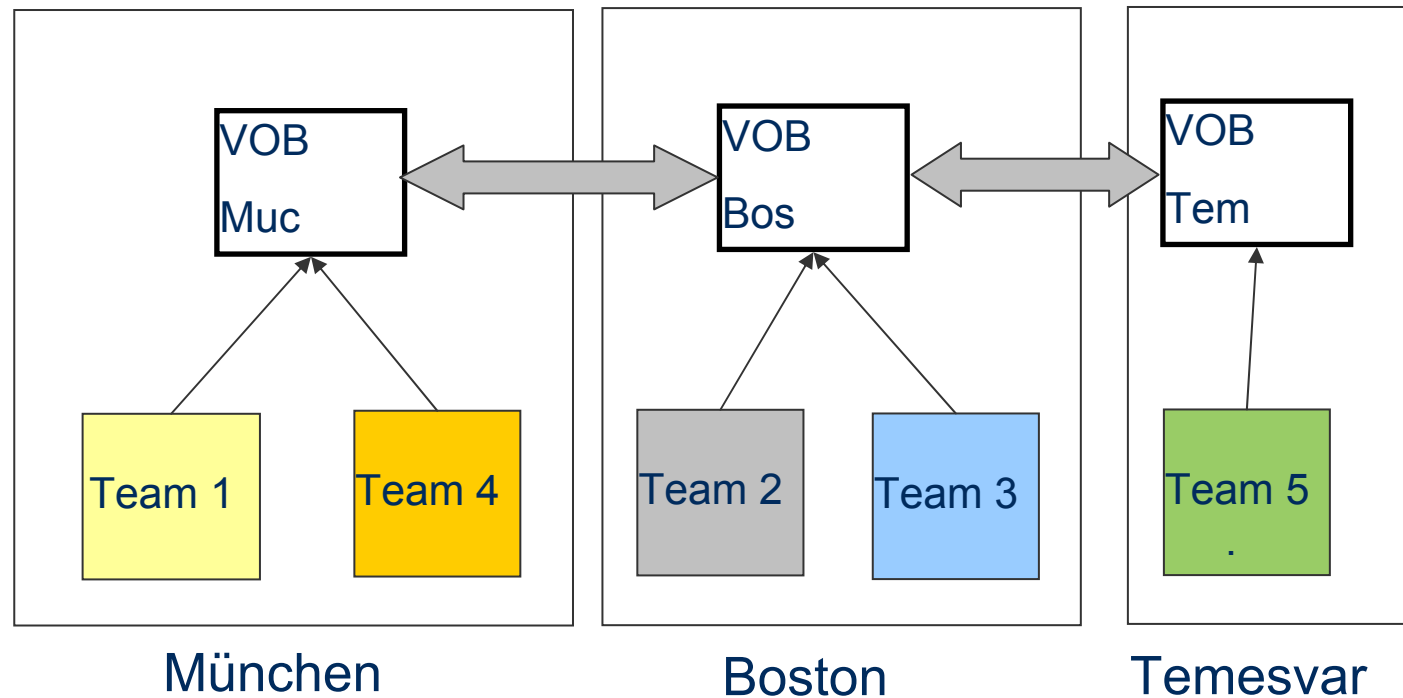 VOB
Muc
VOB
Bos
VOB
Tem
Team 1
Team 4
Team 2
Team 3
Team 5
.
München
Boston
Temesvar